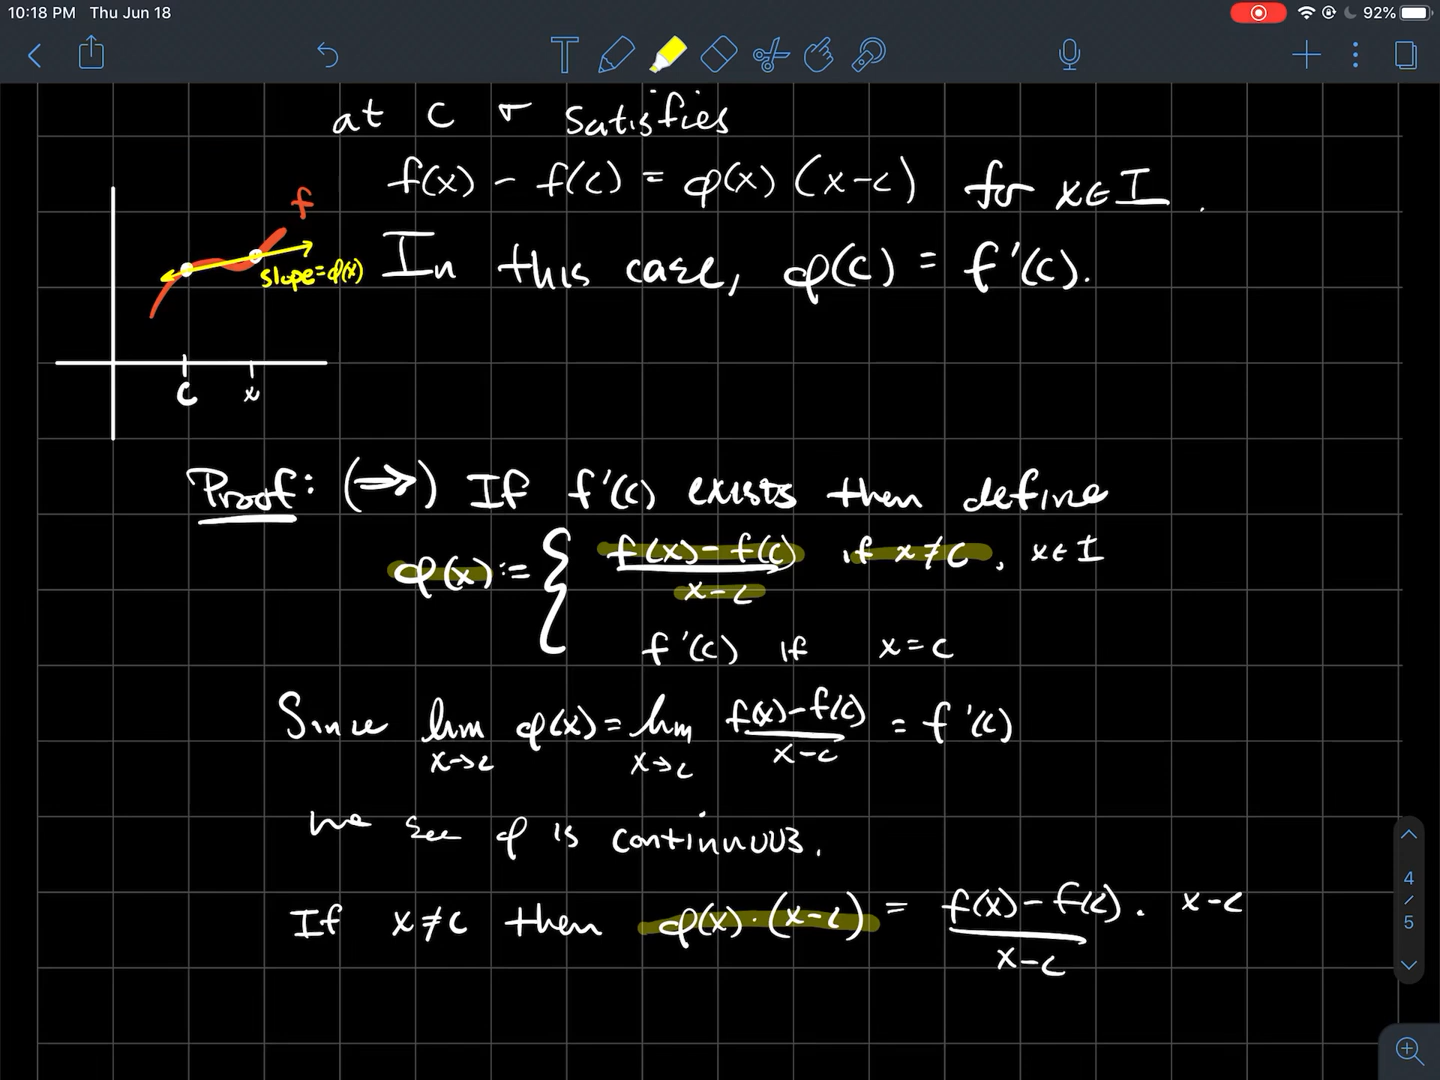 10:18 PM Thu Jun 18
92%
at c & satisfies
f(x) - f(c) = φ(x) (x-c) for x∈I.
In this case, φ(c) = f'(c).
f
slope=φ(x)
c x
Proof: (⇒) If f'(c) exists then define
φ(x) := { f(x)-f(c) / x-c if x≠c, x∈I
f'(c) if x=c
Since lim x→c φ(x) = lim x→c f(x)-f(c) / x-c = f'(c)
we see φ is continuous.
If x≠c then φ(x)·(x-c) = f(x)-f(c) / x-c · x-c
4
/
5